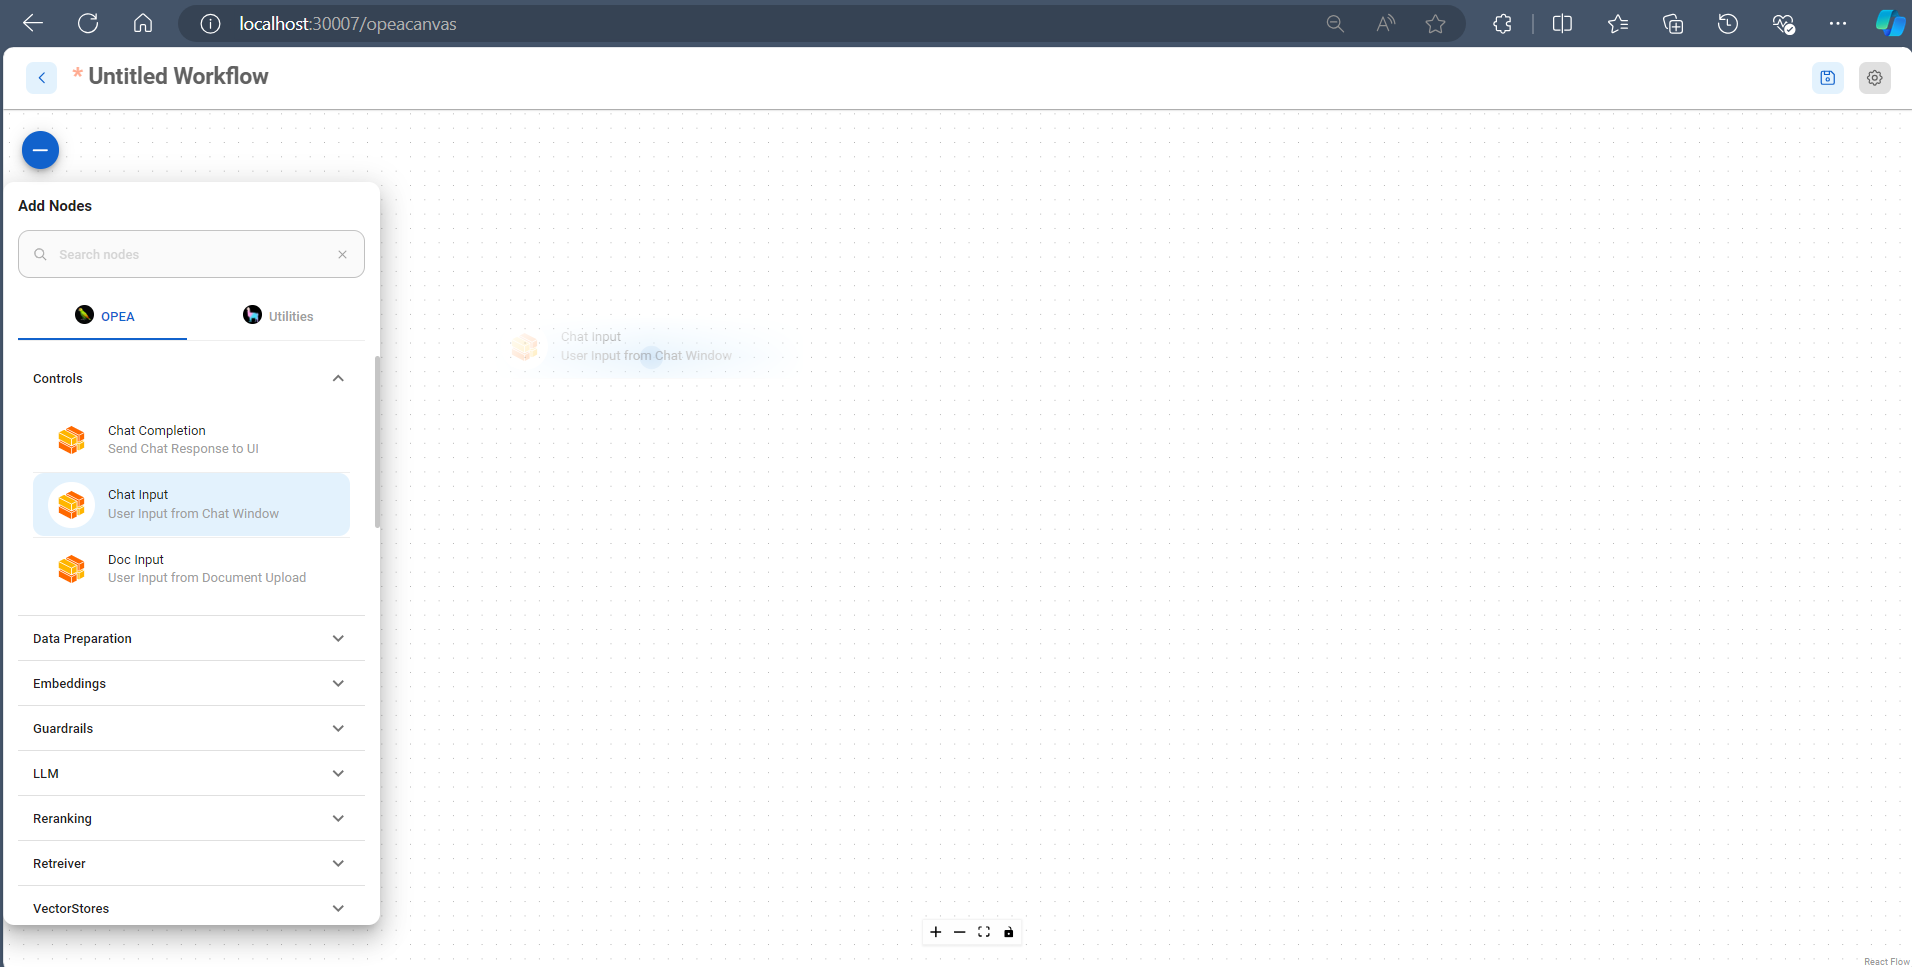 localhost:30007/opeacanvas
* Untitled Workflow
Add Nodes
Search nodes
OPEA
Utilities
Controls
Chat Completion
Send Chat Response to UI
Chat Input
User Input from Chat Window
Doc Input
User Input from Document Upload
Data Preparation
Embeddings
Guardrails
LLM
Reranking
Retreiver
VectorStores
Chat Input
User Input from Chat Window
React Flow